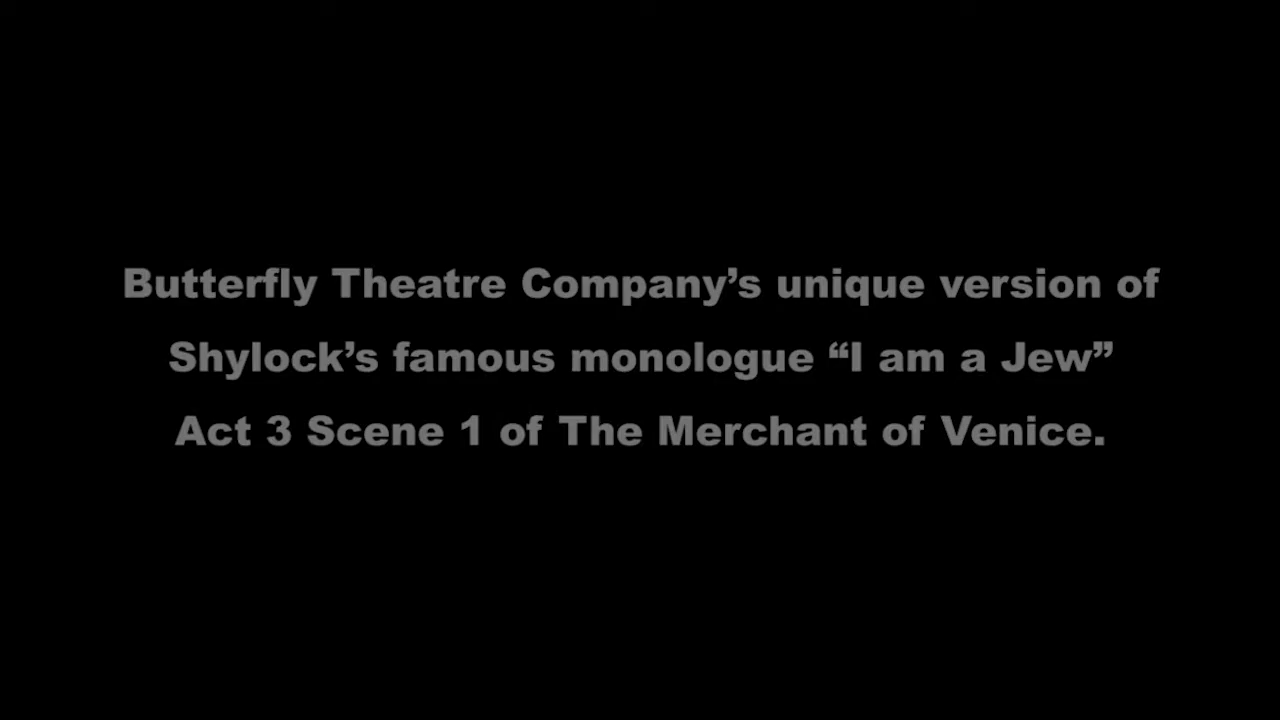 Butterfly Theatre Company’s unique version of
Shylock’s famous monologue “I am a Jew”
Act 3 Scene 1 of The Merchant of Venice.